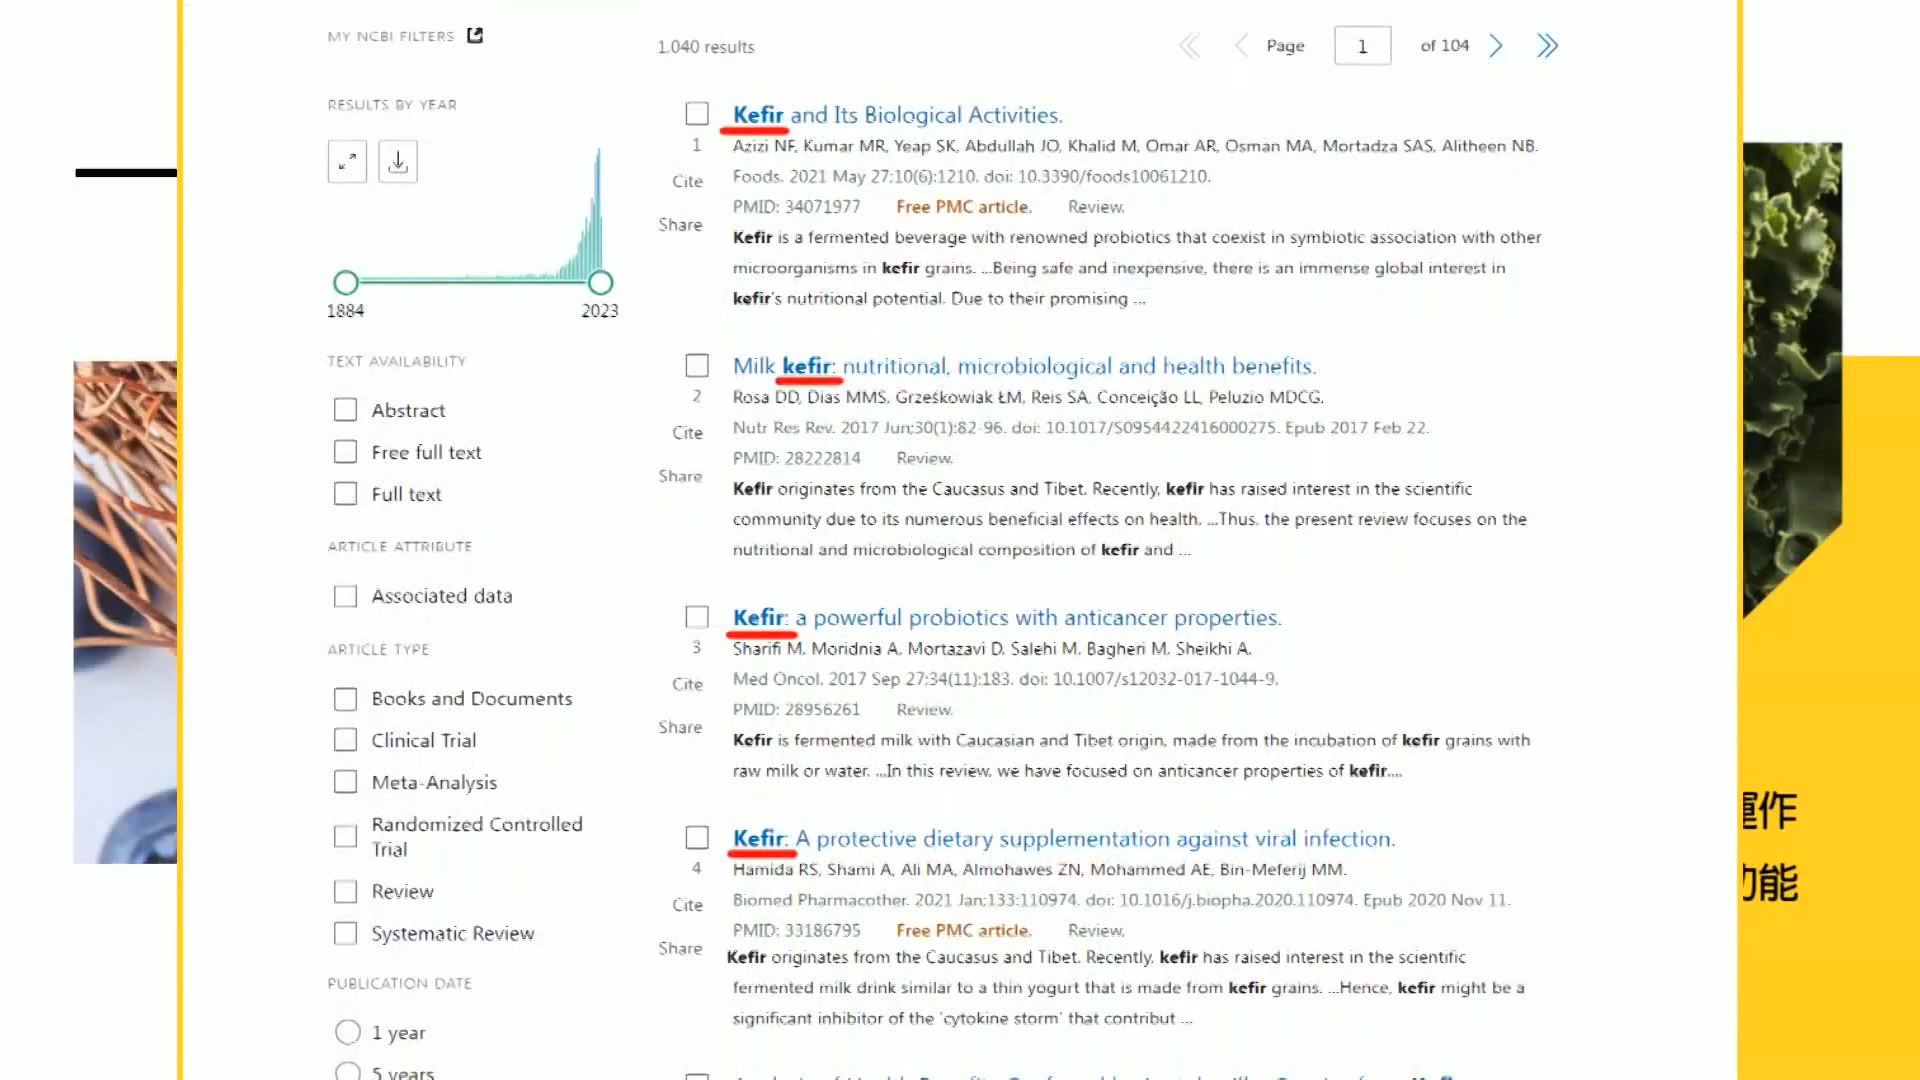 MY NCBI FILTERS
1.040 results
Page 1 of 104
RESULTS BY YEAR
1884 2023
TEXT AVAILABILITY
Abstract
Free full text
Full text
ARTICLE ATTRIBUTE
Associated data
ARTICLE TYPE
Books and Documents
Clinical Trial
Meta-Analysis
Randomized Controlled
Trial
Review
Systematic Review
PUBLICATION DATE
1 year
5 years
Kefir and Its Biological Activities.
1
Azizi NF, Kumar MR, Yeap SK, Abdullah JO, Khalid M, Omar AR, Osman MA, Mortadza SAS, Alitheen NB.
Cite
Foods. 2021 May 27;10(6):1210. doi: 10.3390/foods10061210.
PMID: 34071977 Free PMC article. Review.
Share
Kefir is a fermented beverage with renowned probiotics that coexist in symbiotic association with other
microorganisms in kefir grains. ...Being safe and inexpensive, there is an immense global interest in
kefir's nutritional potential. Due to their promising ...
Milk kefir: nutritional, microbiological and health benefits.
2
Rosa DD, Dias MMS, Grześkowiak ŁM, Reis SA, Conceição LL, Peluzio MDCG.
Cite
Nutr Res Rev. 2017 Jun;30(1):82-96. doi: 10.1017/S0954422416000275. Epub 2017 Feb 22.
PMID: 28222814 Review.
Share
Kefir originates from the Caucasus and Tibet. Recently, kefir has raised interest in the scientific
community due to its numerous beneficial effects on health. ...Thus, the present review focuses on the
nutritional and microbiological composition of kefir and ...
Kefir: a powerful probiotics with anticancer properties.
3
Sharifi M, Moridnia A, Mortazavi D, Salehi M, Bagheri M, Sheikhi A.
Cite
Med Oncol. 2017 Sep 27;34(11):183. doi: 10.1007/s12032-017-1044-9.
PMID: 28956261 Review.
Share
Kefir is fermented milk with Caucasian and Tibet origin, made from the incubation of kefir grains with
raw milk or water. ...In this review, we have focused on anticancer properties of kefir....
Kefir: A protective dietary supplementation against viral infection.
4
Hamida RS, Shami A, Ali MA, Almohawes ZN, Mohammed AE, Bin-Meferij MM.
Cite
Biomed Pharmacother. 2021 Jan;133:110974. doi: 10.1016/j.biopha.2020.110974. Epub 2020 Nov 11.
PMID: 33186795 Free PMC article. Review.
Share
Kefir originates from the Caucasus and Tibet. Recently, kefir has raised interest in the scientific
fermented milk drink similar to a thin yogurt that is made from kefir grains. ...Hence, kefir might be a
significant inhibitor of the 'cytokine storm' that contribut ...
運作
功能